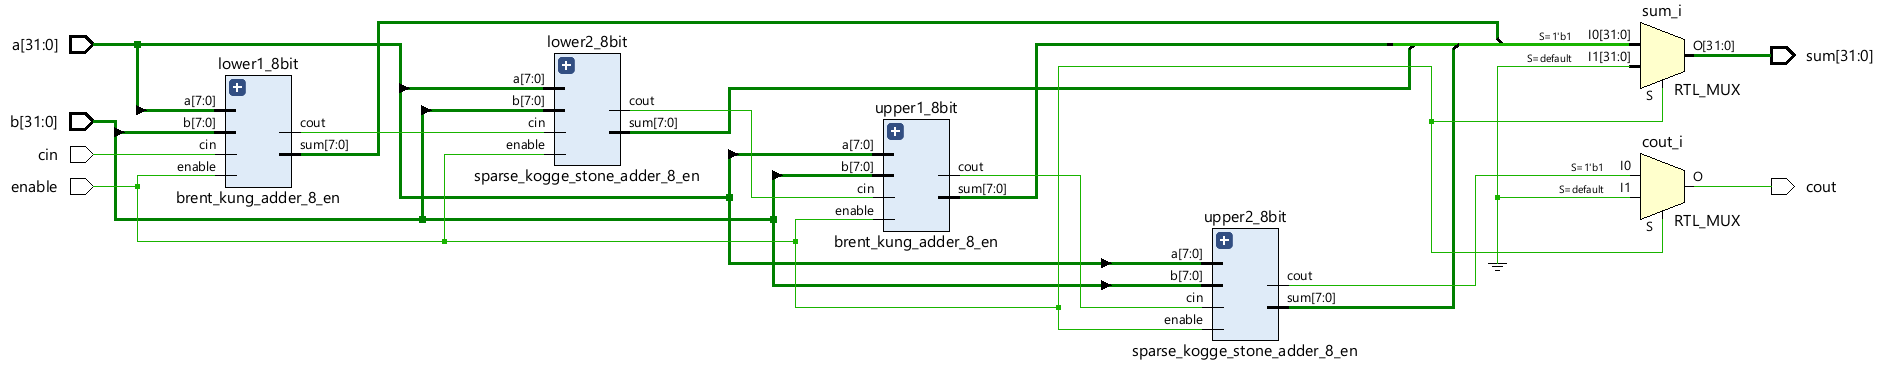 a[31:0]
b[31:0]
cin
enable
lower1_8bit
a[7:0]
b[7:0]
cin
enable
cout
sum[7:0]
brent_kung_adder_8_en
lower2_8bit
a[7:0]
b[7:0]
cin
enable
cout
sum[7:0]
sparse_kogge_stone_adder_8_en
upper1_8bit
a[7:0]
b[7:0]
cin
enable
cout
sum[7:0]
brent_kung_adder_8_en
upper2_8bit
a[7:0]
b[7:0]
cin
enable
cout
sum[7:0]
sparse_kogge_stone_adder_8_en
sum_i
S=1'b1 I0[31:0]
S=default I1[31:0]
S
O[31:0]
RTL_MUX
sum[31:0]
cout_i
S=1'b1 I0
S=default I1
S
O
RTL_MUX
cout